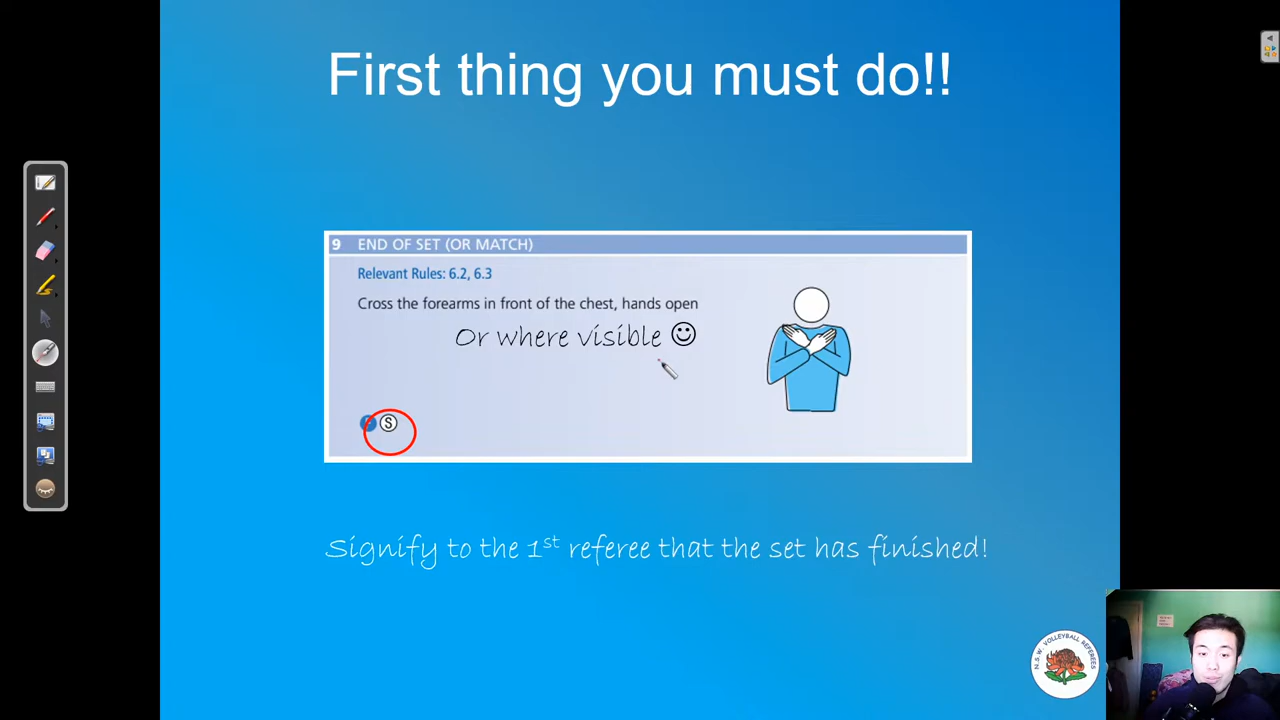 First thing you must do!!
9 END OF SET (OR MATCH)
Relevant Rules: 6.2, 6.3
Cross the forearms in front of the chest, hands open
Or where visible ☺
S
Signify to the 1st referee that the set has finished!
N.S.W. VOLLEYBALL REFEREES